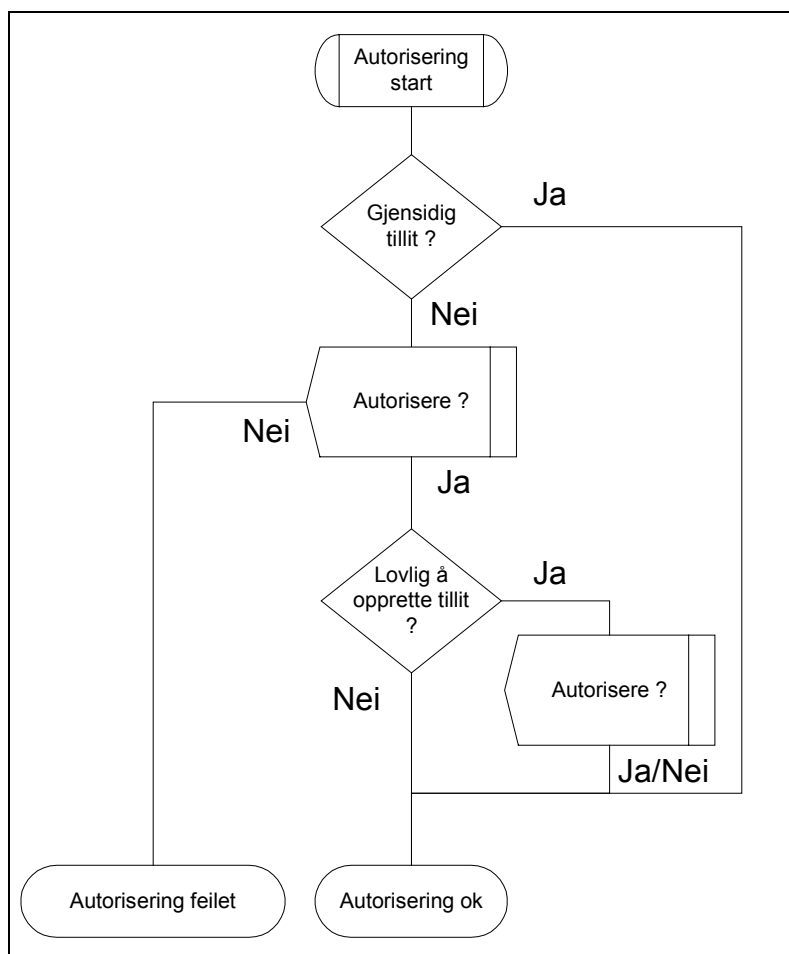 Autorisering
start
Gjensidig
tillit ?
Ja
Nei
Autorisere ?
Nei
Ja
Lovlig å
opprette tillit
?
Ja
Nei
Autorisere ?
Ja/Nei
Autorisering feilet
Autorisering ok